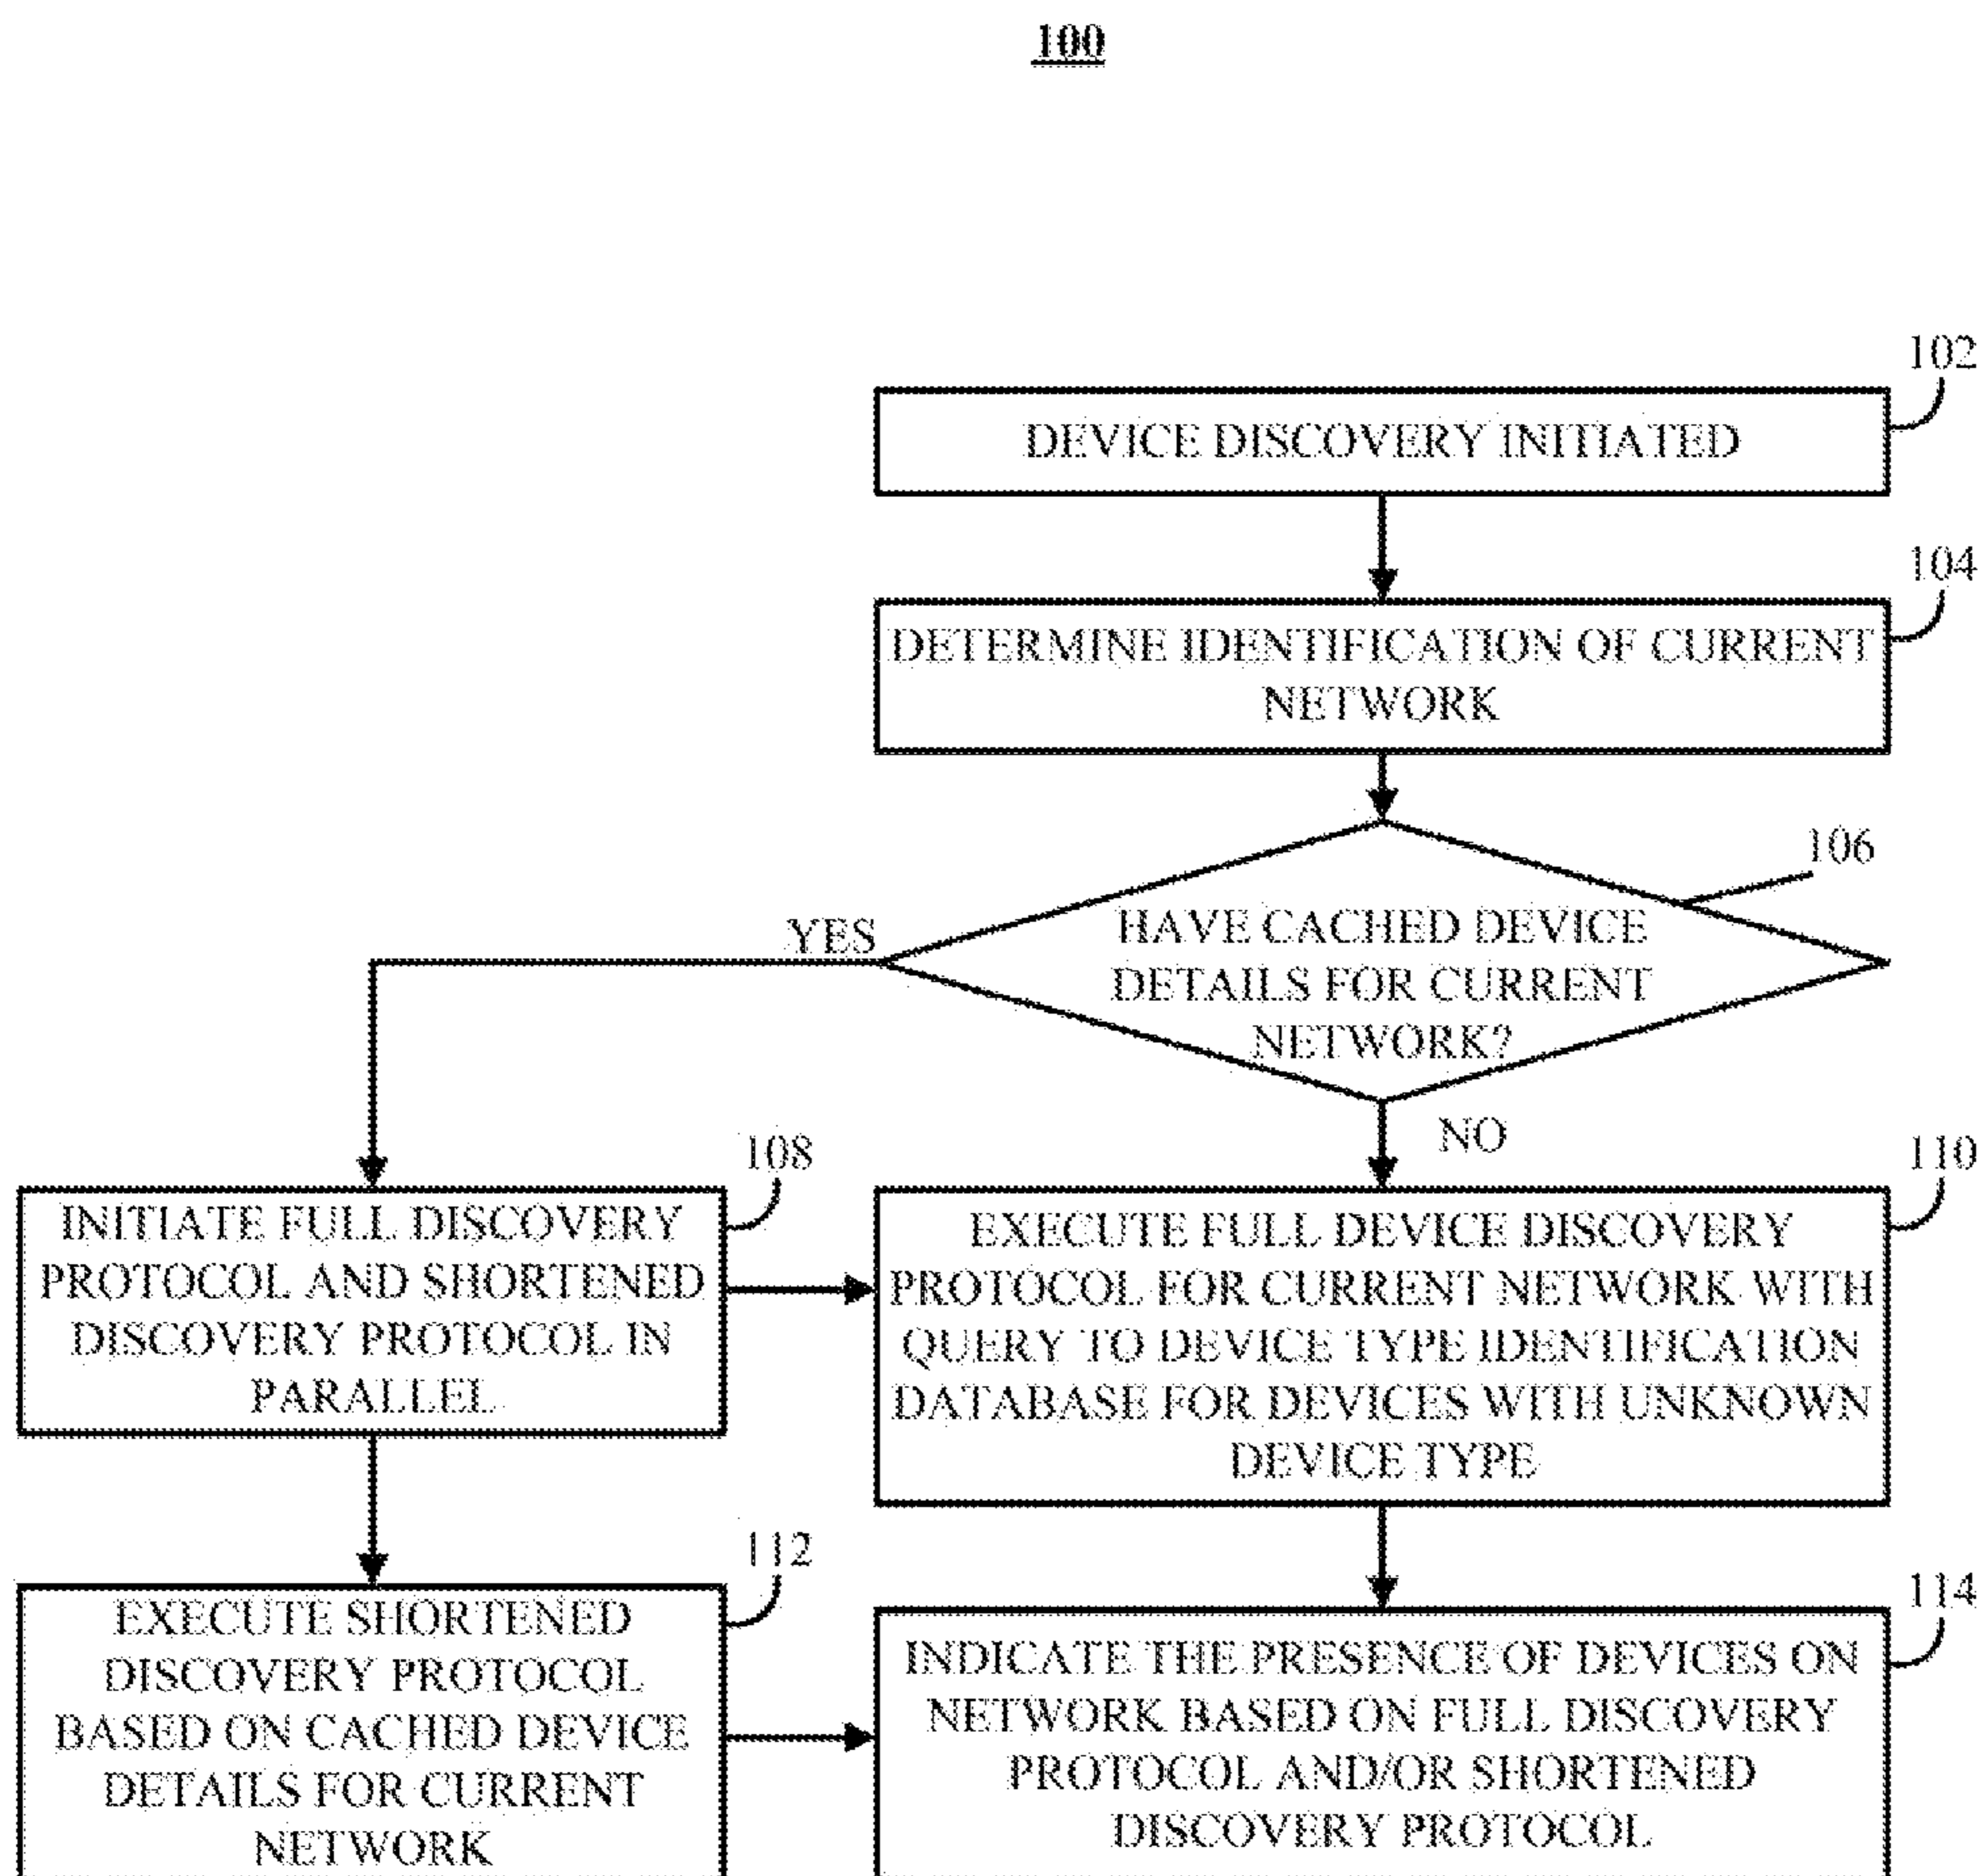 100
102
DEVICE DISCOVERY INITIATED
104
DETERMINE IDENTIFICATION OF CURRENT
NETWORK
106
HAVE CACHED DEVICE
DETAILS FOR CURRENT
NETWORK?
YES
NO
108
INITIATE FULL DISCOVERY
PROTOCOL AND SHORTENED
DISCOVERY PROTOCOL IN
PARALLEL
110
EXECUTE FULL DEVICE DISCOVERY
PROTOCOL FOR CURRENT NETWORK WITH
QUERY TO DEVICE TYPE IDENTIFICATION
DATABASE FOR DEVICES WITH UNKNOWN
DEVICE TYPE
112
EXECUTE SHORTENED
DISCOVERY PROTOCOL
BASED ON CACHED DEVICE
DETAILS FOR CURRENT
NETWORK
114
INDICATE THE PRESENCE OF DEVICES ON
NETWORK BASED ON FULL DISCOVERY
PROTOCOL AND/OR SHORTENED
DISCOVERY PROTOCOL